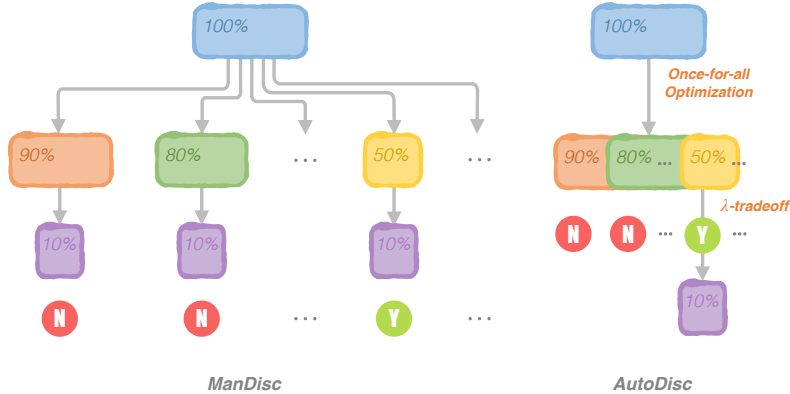 100%
100%
Once-for-all
Optimization
90%
80%
...
50%
...
90%
80%
...
50%
...
λ-tradeoff
10%
10%
10%
N
N
...
Y
...
10%
N
N
...
Y
...
ManDisc
AutoDisc